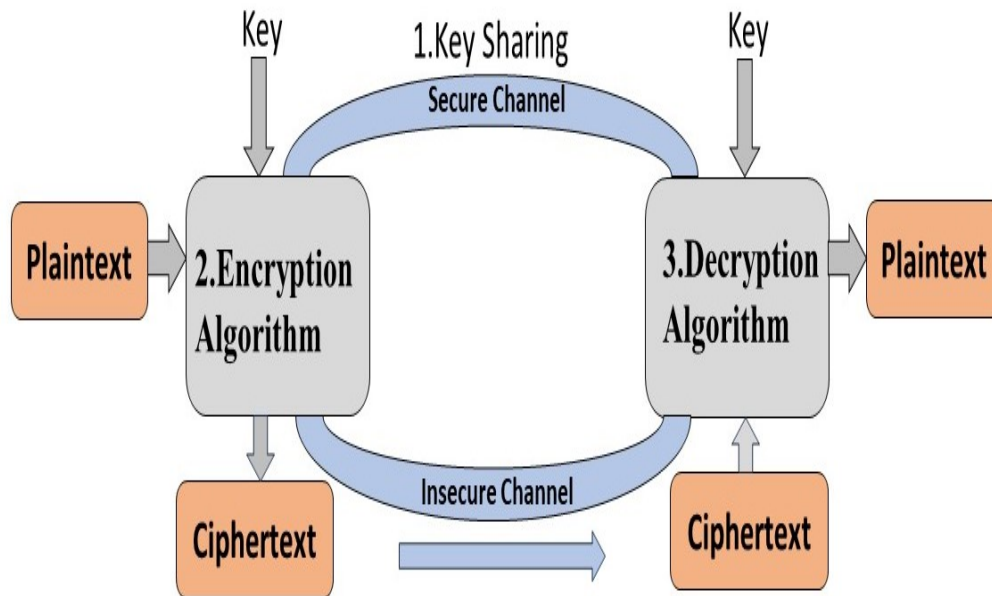 Key
1.Key Sharing
Key
Secure Channel
Plaintext
2.Encryption
Algorithm
3.Decryption
Algorithm
Plaintext
Insecure Channel
Ciphertext
Ciphertext